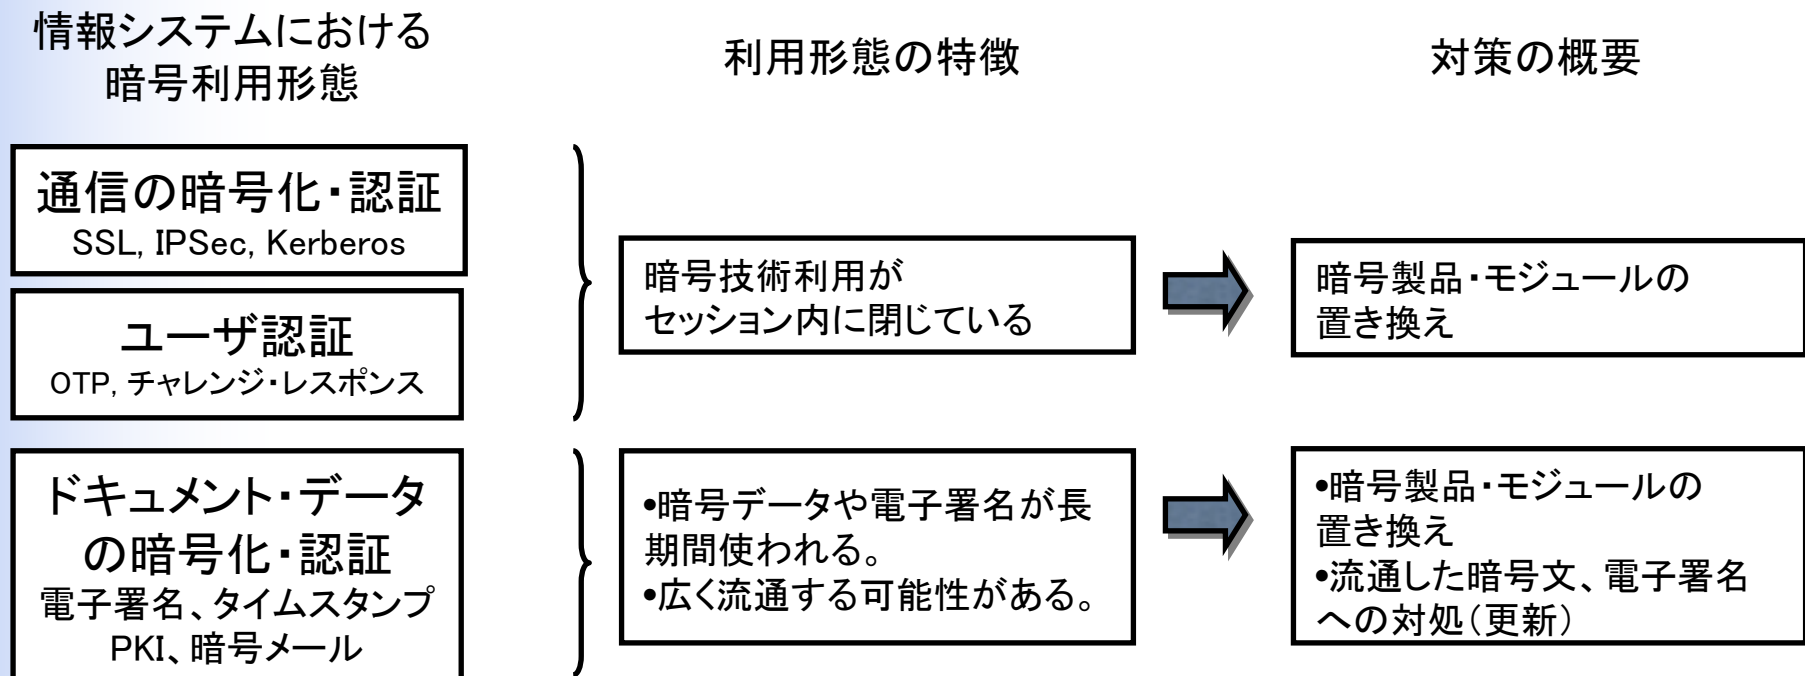 情報システムにおける
暗号利用形態
利用形態の特徴
対策の概要
通信の暗号化・認証
SSL, IPSec, Kerberos
ユーザ認証
OTP, チャレンジ・レスポンス
暗号技術利用が
セッション内に閉じている
暗号製品・モジュールの
置き換え
ドキュメント・データ
の暗号化・認証
電子署名、タイムスタンプ
PKI、暗号メール
•暗号データや電子署名が長
期間使われる。
•広く流通する可能性がある。
•暗号製品・モジュールの
置き換え
•流通した暗号文、電子署名
への対処(更新)